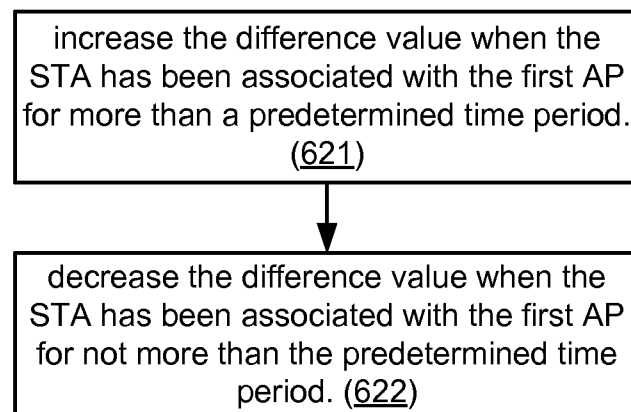 increase the difference value when the
STA has been associated with the first AP
for more than a predetermined time period.
(621)
decrease the difference value when the
STA has been associated with the first AP
for not more than the predetermined time
period. (622)